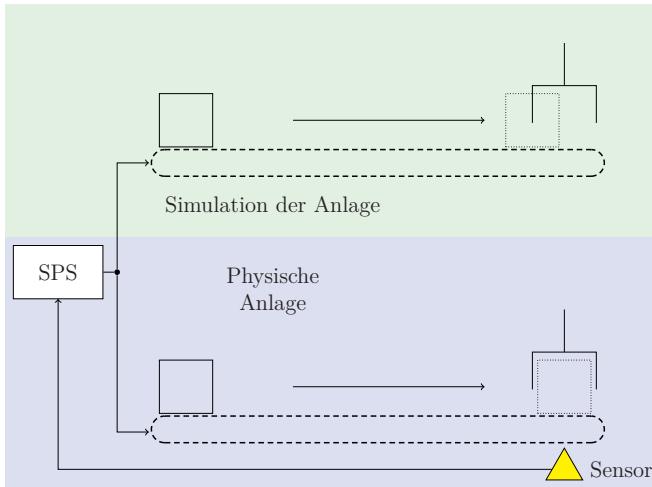 Simulation der Anlage
SPS
Physische
Anlage
Sensor